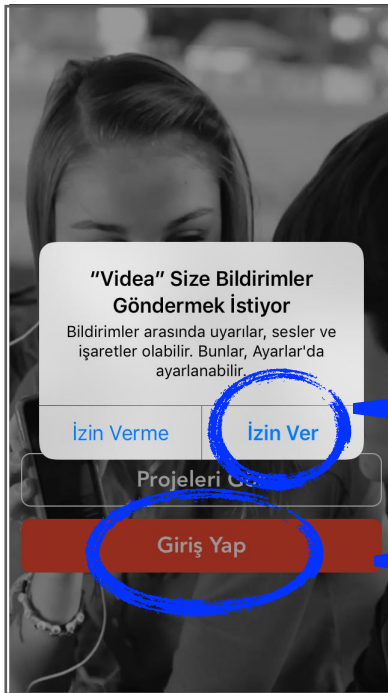 “Videa” Size Bildirimler
Göndermek İstiyor
Bildirimler arasında uyarılar, sesler ve
işaretler olabilir. Bunlar, Ayarlar'da
ayarlanabilir.
İzin Verme
İzin Ver
Projeleri
Giriş Yap